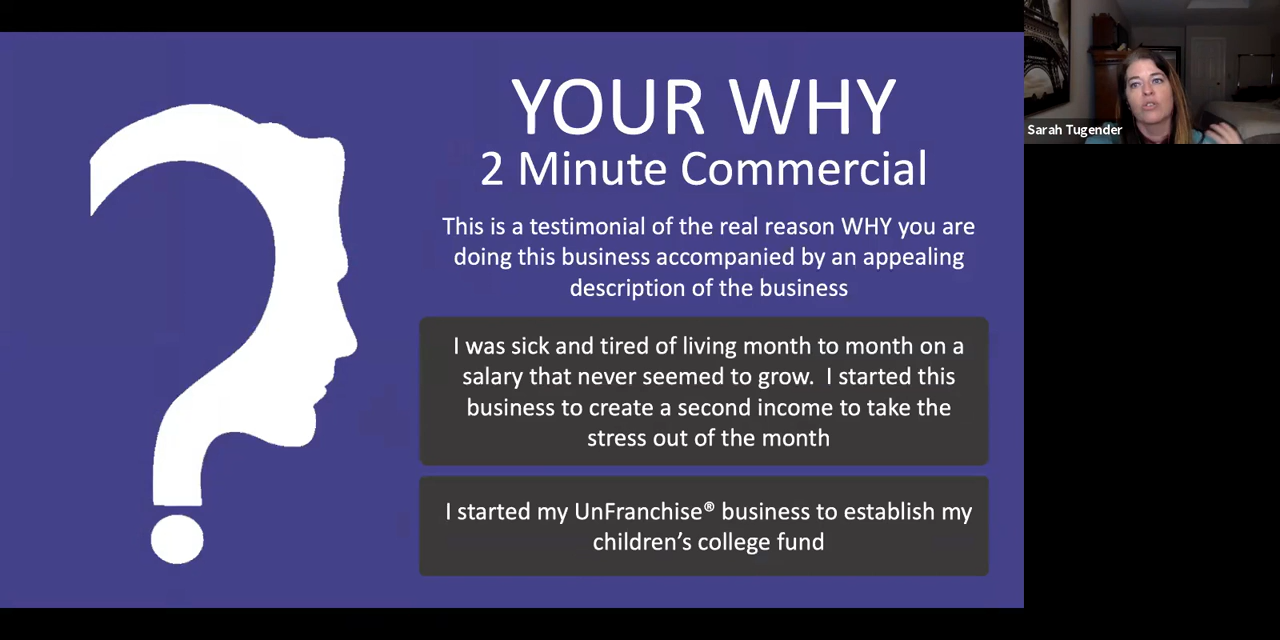 YOUR WHY
2 Minute Commercial
This is a testimonial of the real reason WHY you are
doing this business accompanied by an appealing
description of the business
I was sick and tired of living month to month on a
salary that never seemed to grow.  I started this
business to create a second income to take the
stress out of the month
I started my UnFranchise® business to establish my
children’s college fund
Sarah Tugender